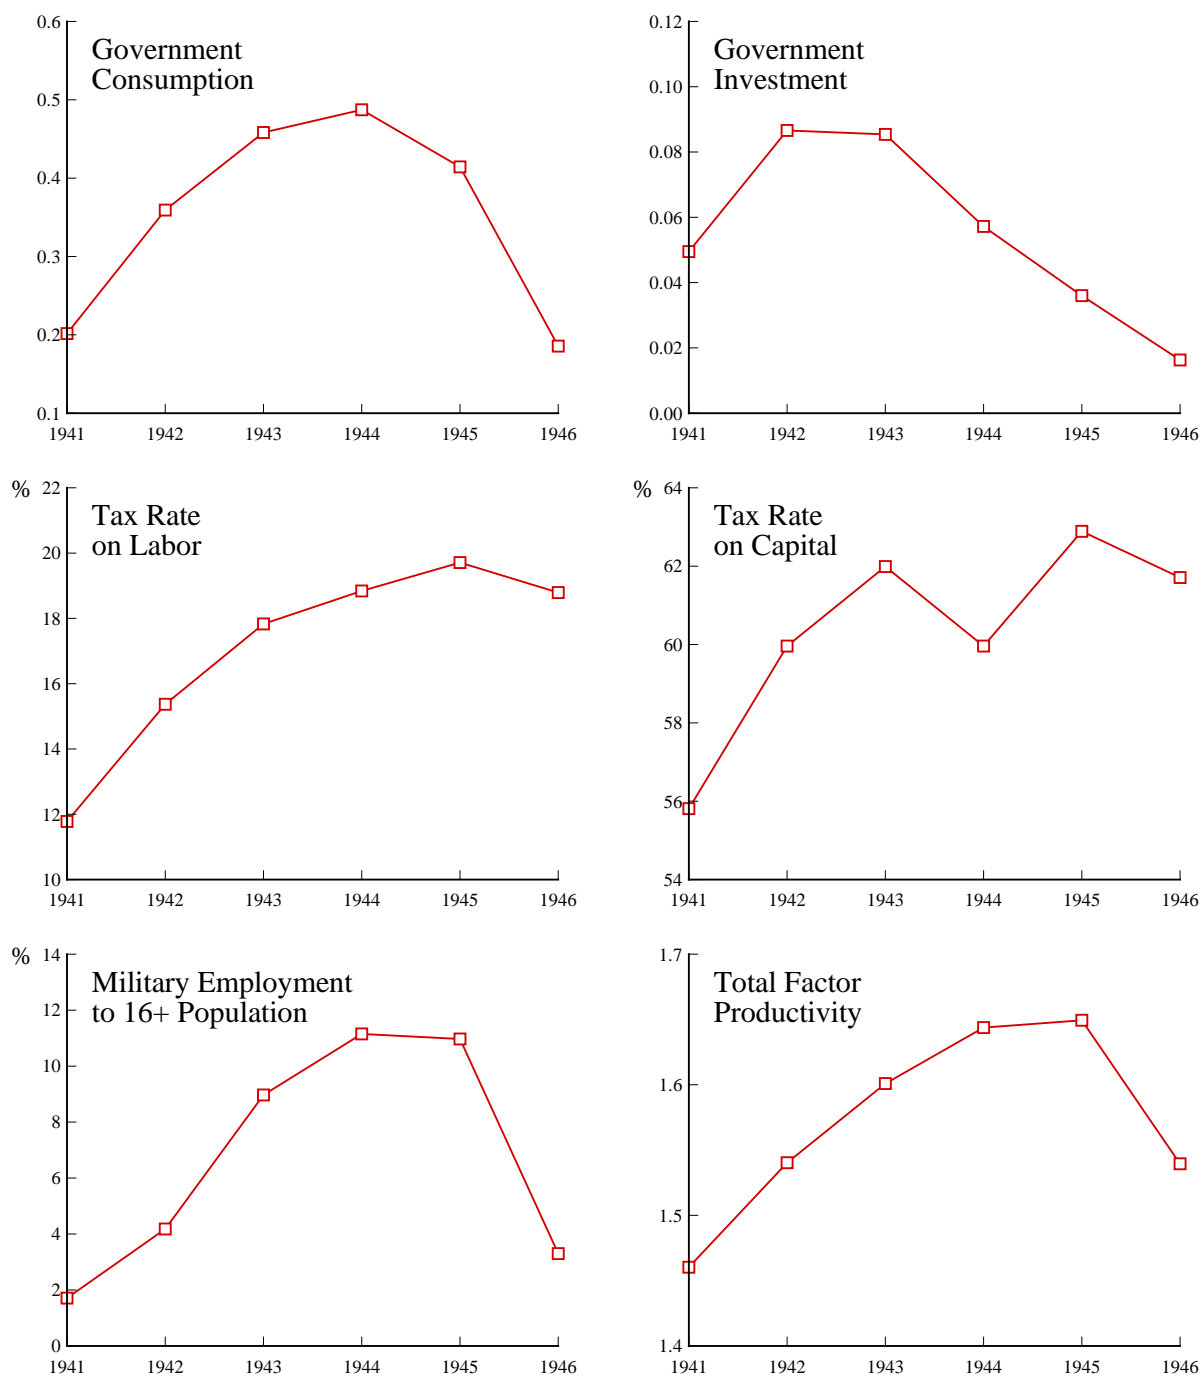 Government
Consumption
0.6
0.5
0.4
0.3
0.2
0.1
1941 1942 1943 1944 1945 1946
Government
Investment
0.12
0.10
0.08
0.06
0.04
0.02
0.00
1941 1942 1943 1944 1945 1946
Tax Rate
on Labor
% 22
20
18
16
14
12
10
1941 1942 1943 1944 1945 1946
Tax Rate
on Capital
% 64
62
60
58
56
54
1941 1942 1943 1944 1945 1946
Military Employment
to 16+ Population
% 14
12
10
8
6
4
2
0
1941 1942 1943 1944 1945 1946
Total Factor
Productivity
1.7
1.6
1.5
1.4
1941 1942 1943 1944 1945 1946